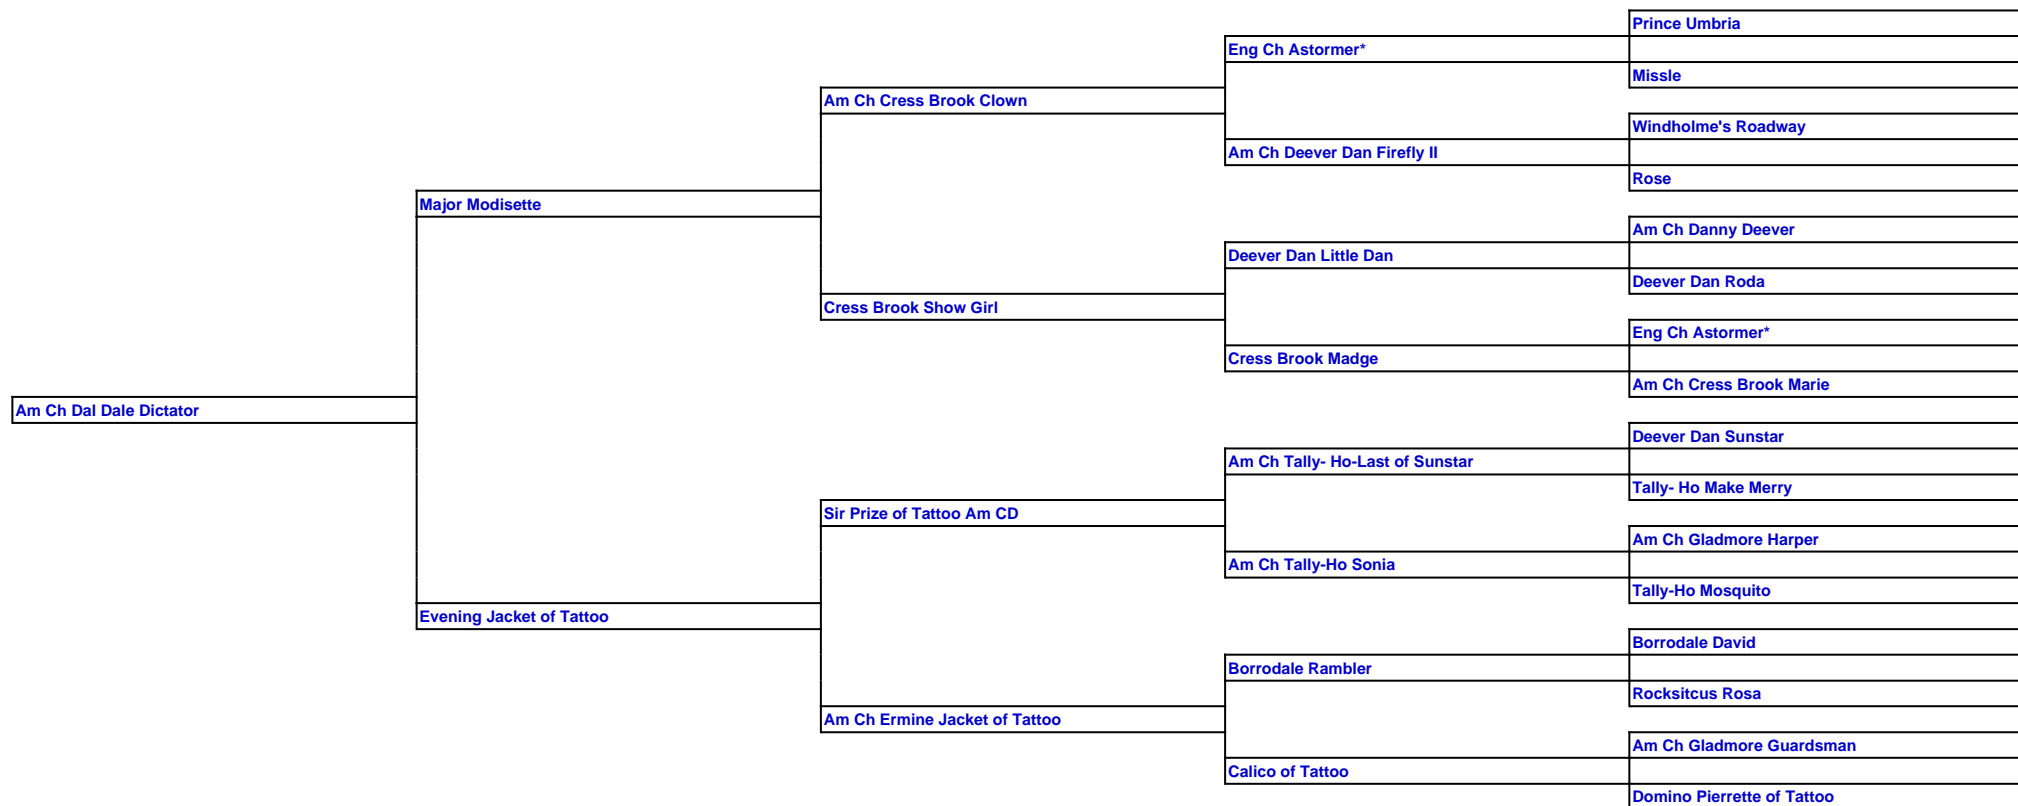 Prince Umbria
Eng Ch Astormer*
Missle
Am Ch Cress Brook Clown
Windholme's Roadway
Am Ch Deever Dan Firefly II
Rose
Major Modisette
Am Ch Danny Deever
Deever Dan Little Dan
Deever Dan Roda
Cress Brook Show Girl
Eng Ch Astormer*
Cress Brook Madge
Am Ch Cress Brook Marie
Am Ch Dal Dale Dictator
Deever Dan Sunstar
Am Ch Tally- Ho-Last of Sunstar
Tally- Ho Make Merry
Sir Prize of Tattoo Am CD
Am Ch Gladmore Harper
Am Ch Tally-Ho Sonia
Tally-Ho Mosquito
Evening Jacket of Tattoo
Borrodale David
Borrodale Rambler
Rocksitcus Rosa
Am Ch Ermine Jacket of Tattoo
Am Ch Gladmore Guardsman
Calico of Tattoo
Domino Pierrette of Tattoo